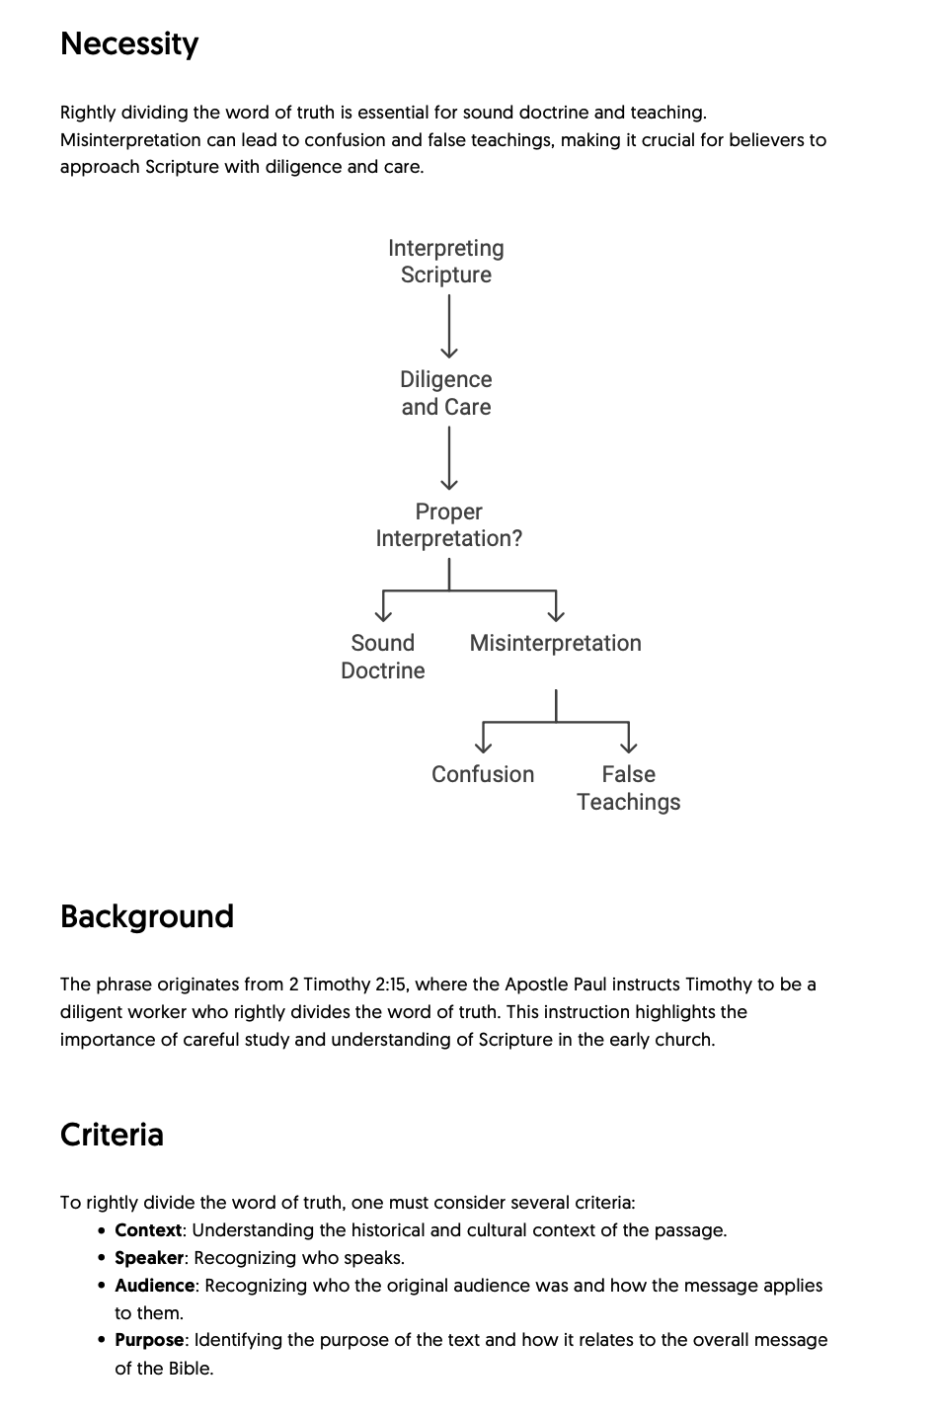 Necessity
Rightly dividing the word of truth is essential for sound doctrine and teaching.
Misinterpretation can lead to confusion and false teachings, making it crucial for believers to
approach Scripture with diligence and care.
Interpreting
Scripture
Diligence
and Care
Proper
Interpretation?
Sound
Doctrine
Misinterpretation
Confusion
False
Teachings
Background
The phrase originates from 2 Timothy 2:15, where the Apostle Paul instructs Timothy to be a
diligent worker who rightly divides the word of truth. This instruction highlights the
importance of careful study and understanding of Scripture in the early church.
Criteria
To rightly divide the word of truth, one must consider several criteria:
• Context: Understanding the historical and cultural context of the passage.
• Speaker: Recognizing who speaks.
• Audience: Recognizing who the original audience was and how the message applies
to them.
• Purpose: Identifying the purpose of the text and how it relates to the overall message
of the Bible.